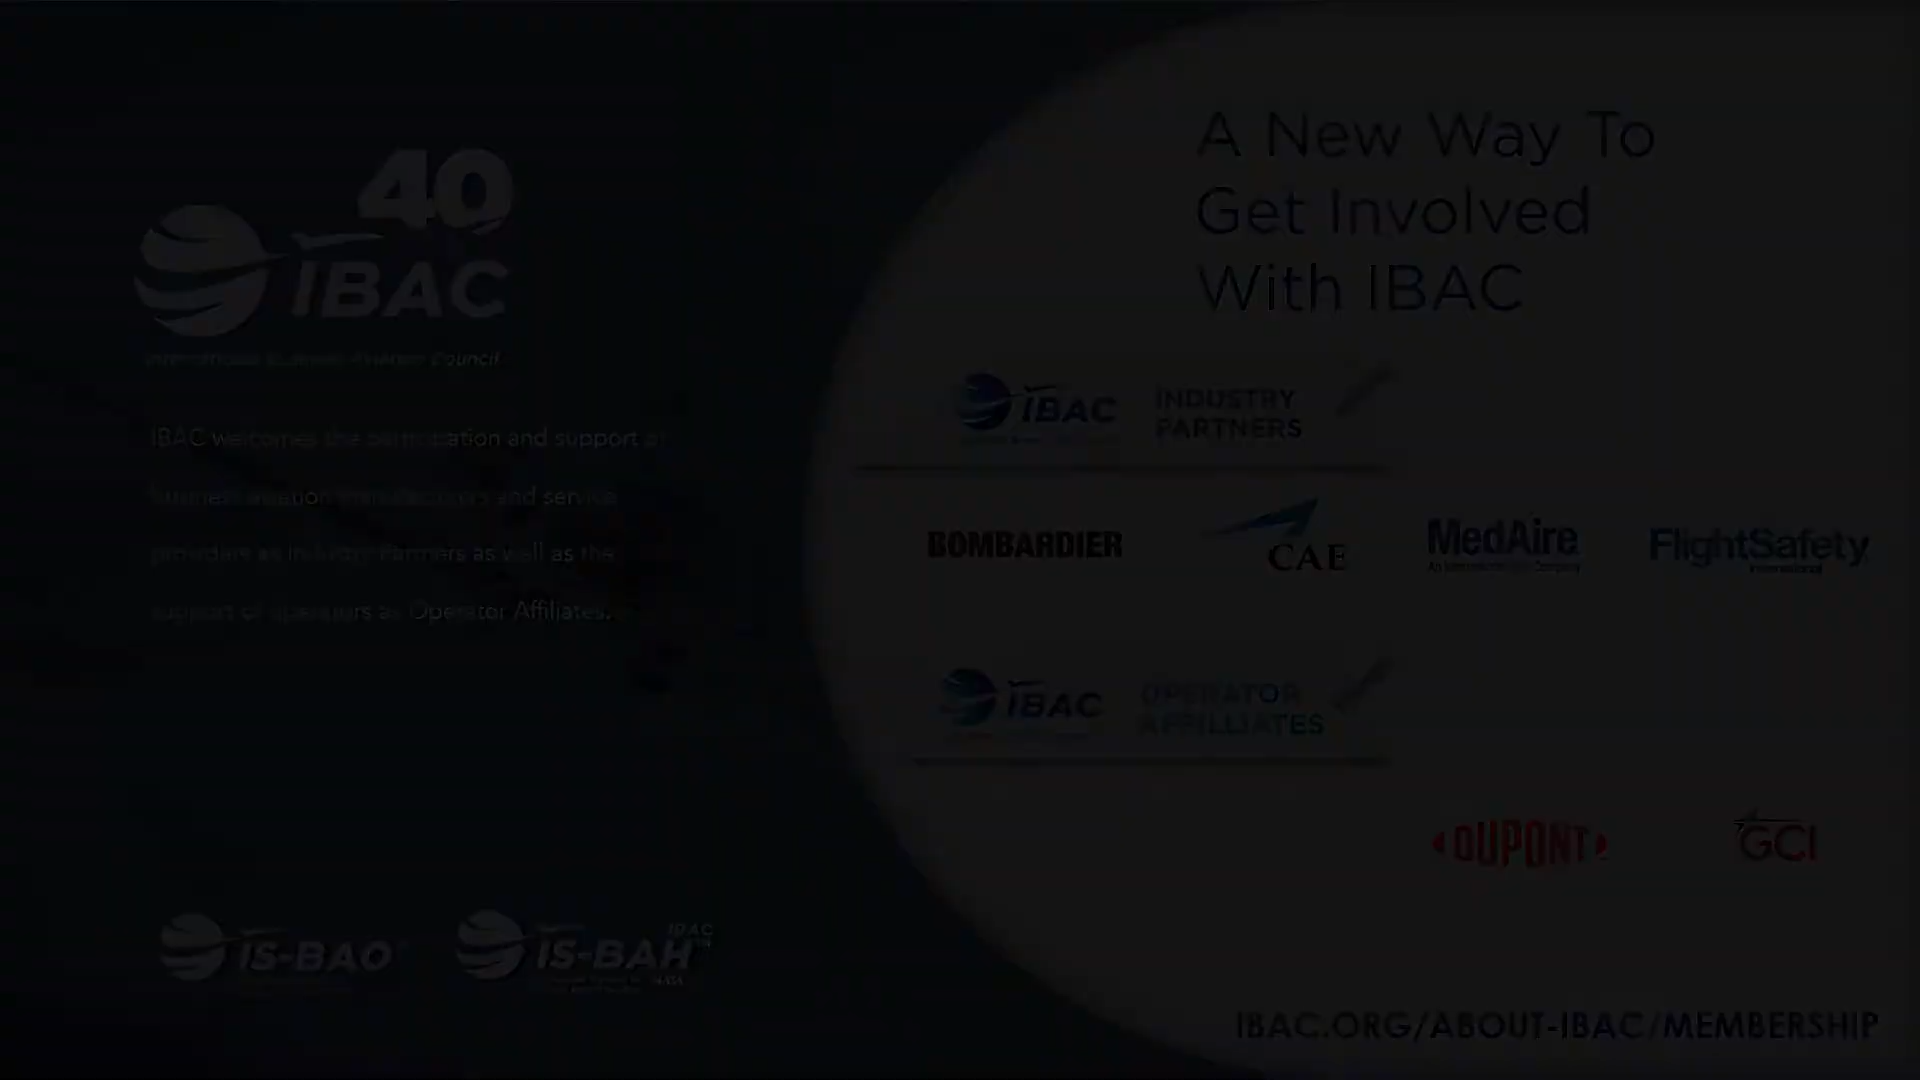 40
IBAC
International Business Aviation Council
IBAC welcomes the participation and support of
business aviation manufacturers and service
providers as Industry Partners as well as the
support of operators as Operator Affiliates.
IS-BAO
IS-BAH
IBAC
A New Way To
Get Involved
With IBAC
IBAC INDUSTRY
PARTNERS
BOMBARDIER
CAE
MedAire
FlightSafety
international
IBAC OPERATOR
AFFILLIATES
DUPONT
GCI
IBAC.ORG/ABOUT-IBAC/MEMBERSHIP